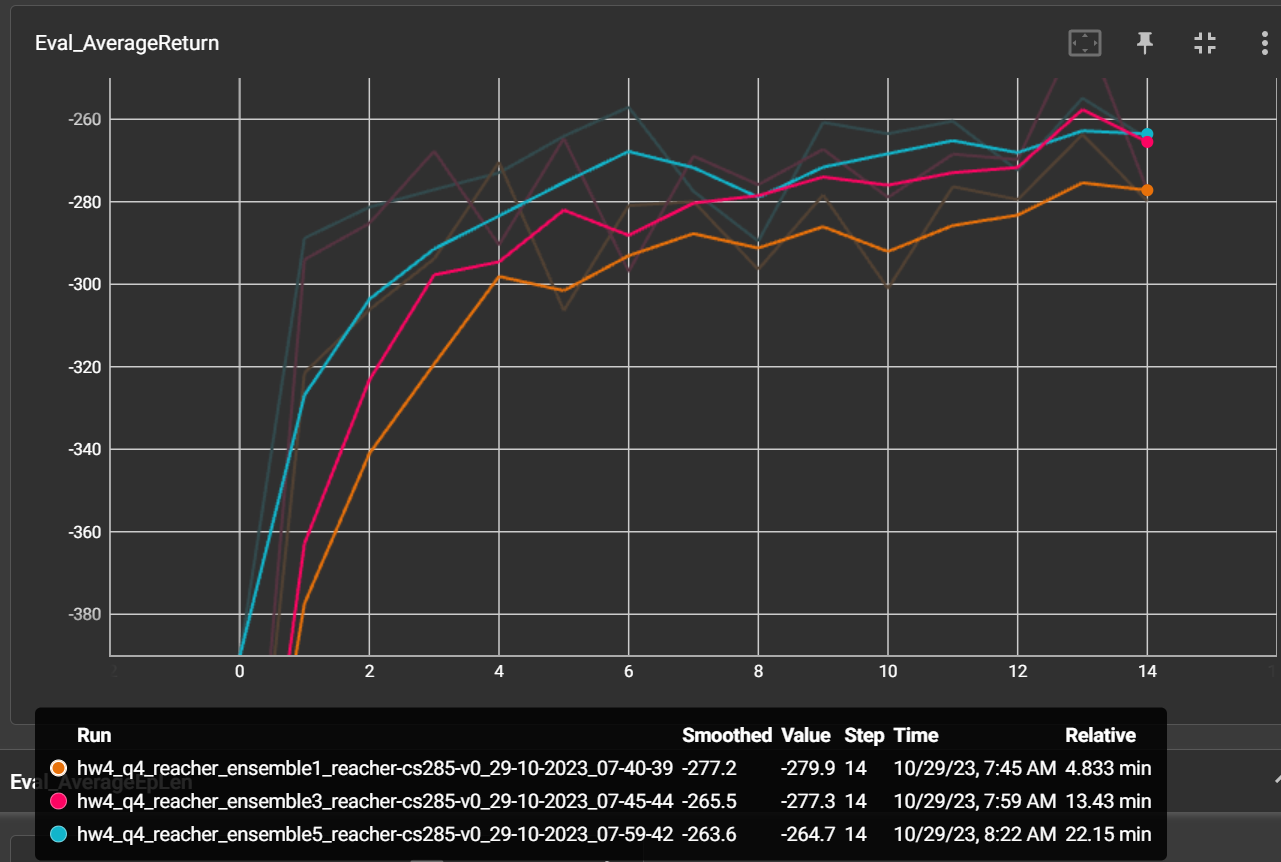 Eval_AverageReturn
-260
-280
-300
-320
-340
-360
-380
0 2 4 6 8 10 12 14
Run Smoothed Value Step Time Relative
hw4_q4_reacher_ensemble1_reacher-cs285-v0_29-10-2023_07-40-39 -277.2 -279.9 14 10/29/23, 7:45 AM 4.833 min
Eval_AverageEpLen
hw4_q4_reacher_ensemble3_reacher-cs285-v0_29-10-2023_07-45-44 -265.5 -277.3 14 10/29/23, 7:59 AM 13.43 min
hw4_q4_reacher_ensemble5_reacher-cs285-v0_29-10-2023_07-59-42 -263.6 -264.7 14 10/29/23, 8:22 AM 22.15 min